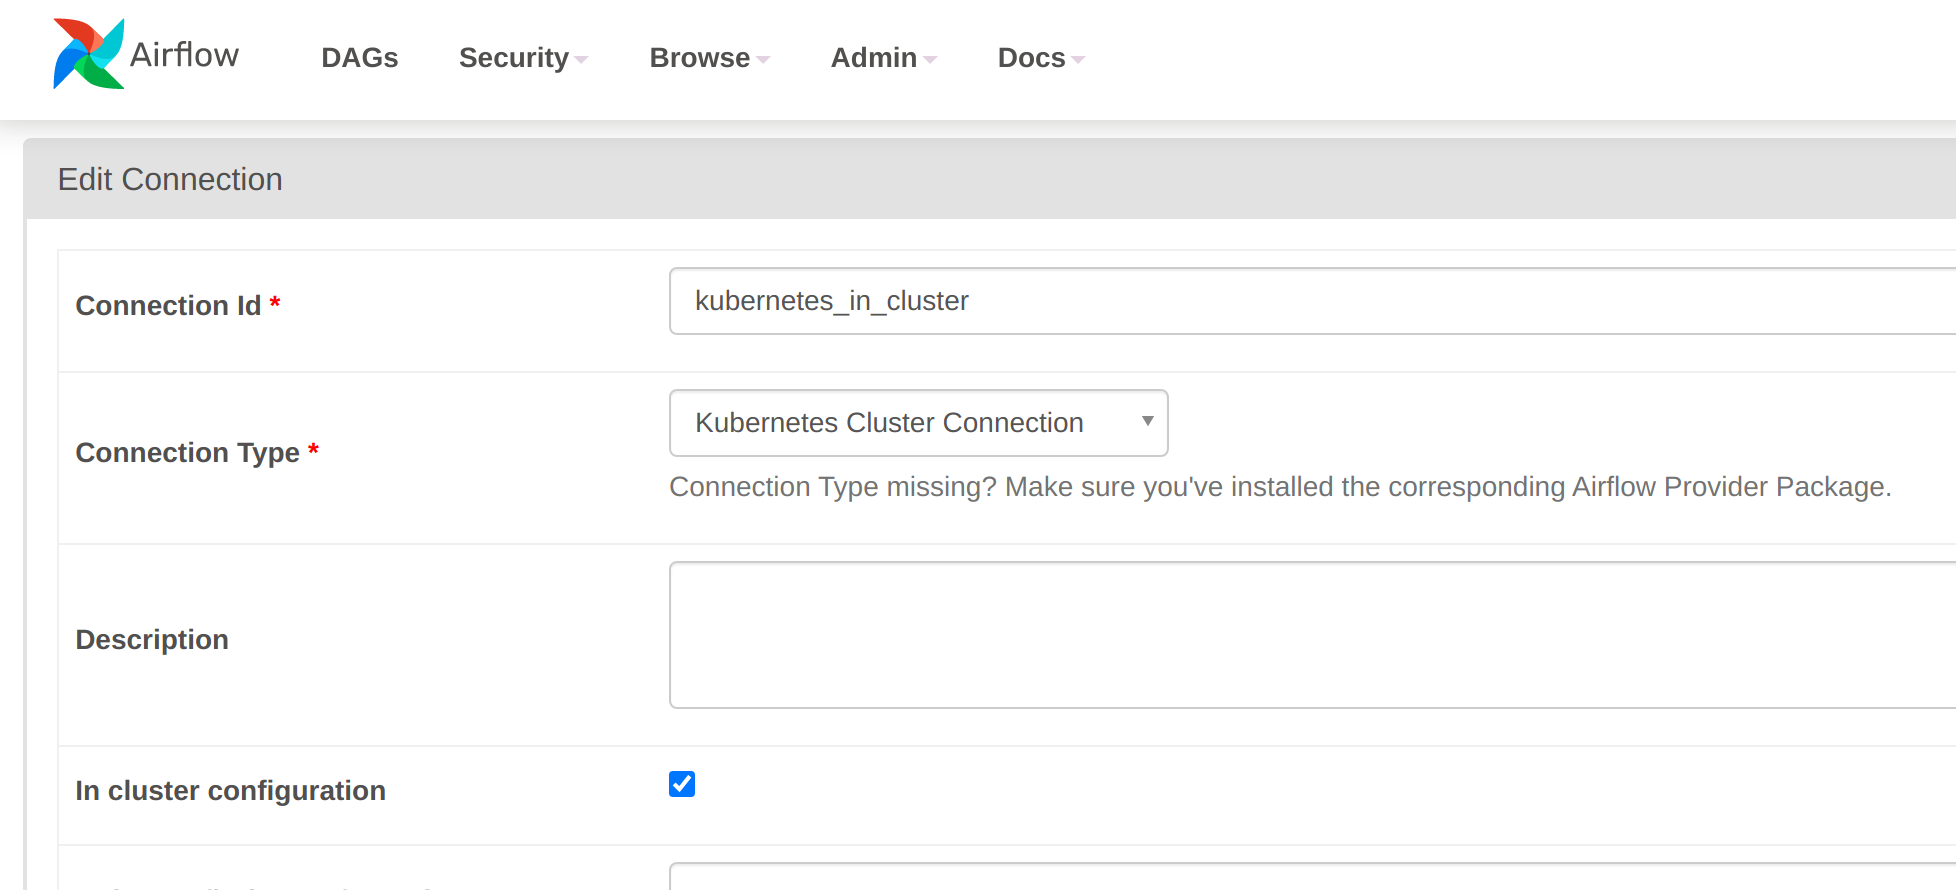 Airflow DAGs Security Browse Admin Docs
Edit Connection
Connection Id * kubernetes_in_cluster
Connection Type * Kubernetes Cluster Connection
Connection Type missing? Make sure you've installed the corresponding Airflow Provider Package.
Description
In cluster configuration